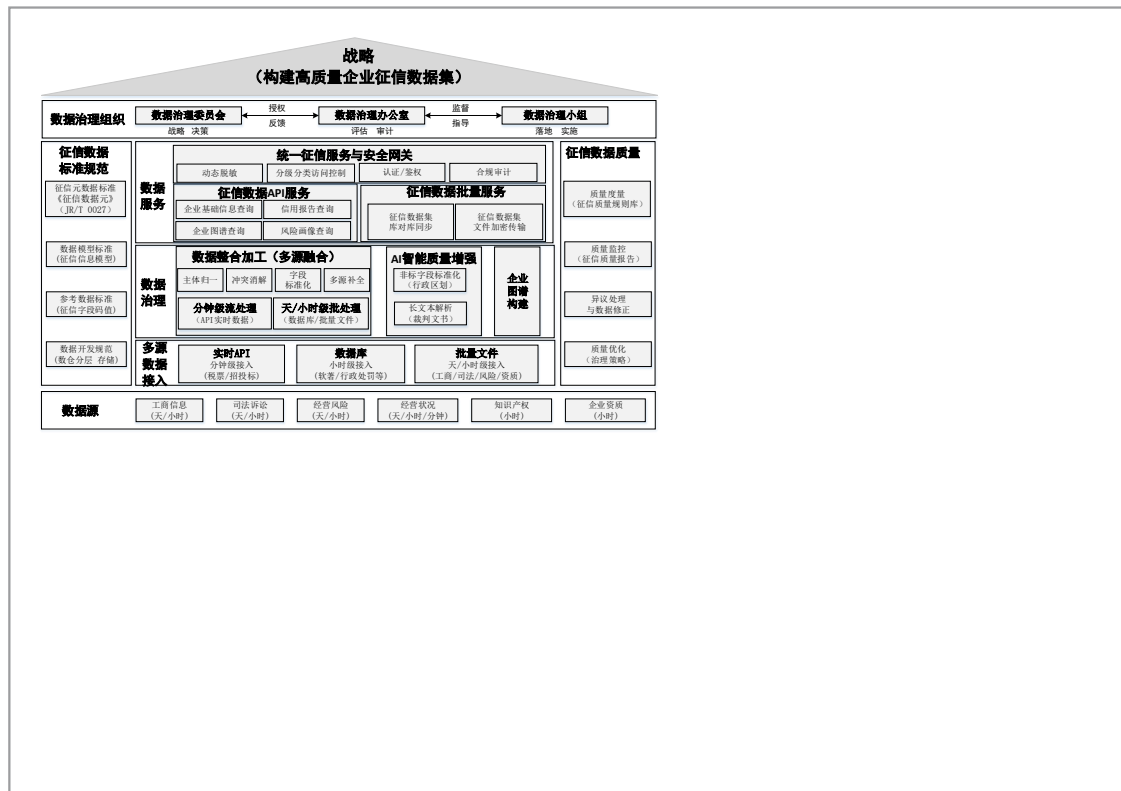 战略
（构建高质量企业征信数据集）
数据治理组织
数据治理委员会
授权
反馈
数据治理办公室
监督
指导
数据治理小组
战略 决策
评估 审计
落地 实施
征信数据
标准规范
征信元数据标准
《征信数据元》
（JR/T 0027）
数据模型标准
(征信信息模型)
参考数据标准
(征信字段码值)
数据开发规范
(数仓分层 存储)
数据
服务
统一征信服务与安全网关
动态脱敏
分级分类访问控制
认证/鉴权
合规审计
征信数据API服务
企业基础信息查询
信用报告查询
企业图谱查询
风险画像查询
征信数据批量服务
征信数据集
库对库同步
征信数据集
文件加密传输
数据
治理
数据整合加工（多源融合）
主体归一
冲突消解
字段
标准化
多源补全
分钟级流处理
（API实时数据）
天/小时级批处理
（数据库/批量文件）
AI智能质量增强
非标字段标准化
（行政区划）
长文本解析
（裁判文书）
企业
图谱
构建
多源
数据
接入
实时API
分钟级接入
(税票/招投标)
数据库
小时级接入
(软著/行政处罚等)
批量文件
天/小时级接入
(工商/司法/风险/资质)
征信数据质量
质量度量
（征信质量规则库）
质量监控
（征信质量报告）
异议处理
与数据修正
质量优化
（治理策略）
数据源
工商信息
(天/小时)
司法诉讼
(天/小时)
经营风险
(天/小时)
经营状况
(天/小时/分钟)
知识产权
(小时)
企业资质
(小时)